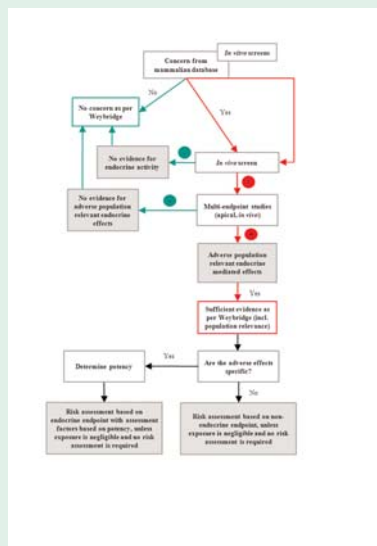 In vitro screens
Concern from
mammalian database
No
Yes
No concern as per
Weybridge
No evidence for
endocrine activity
In vivo screen
No evidence for
adverse population
relevant endocrine
effects
Multi-endpoint studies
(apical, in vivo)
Adverse population
relevant endocrine
mediated effects
Yes
Sufficient evidence as
per Weybridge (incl.
population relevance)
Yes
Determine potency
Are the adverse effects
specific?
No
Risk assessment based on
endocrine endpoint with assessment
factors based on potency, unless
exposure is negligible and no risk
assessment is required
Risk assessment based on non-
endocrine endpoint, unless
exposure is negligible and no risk
assessment is required